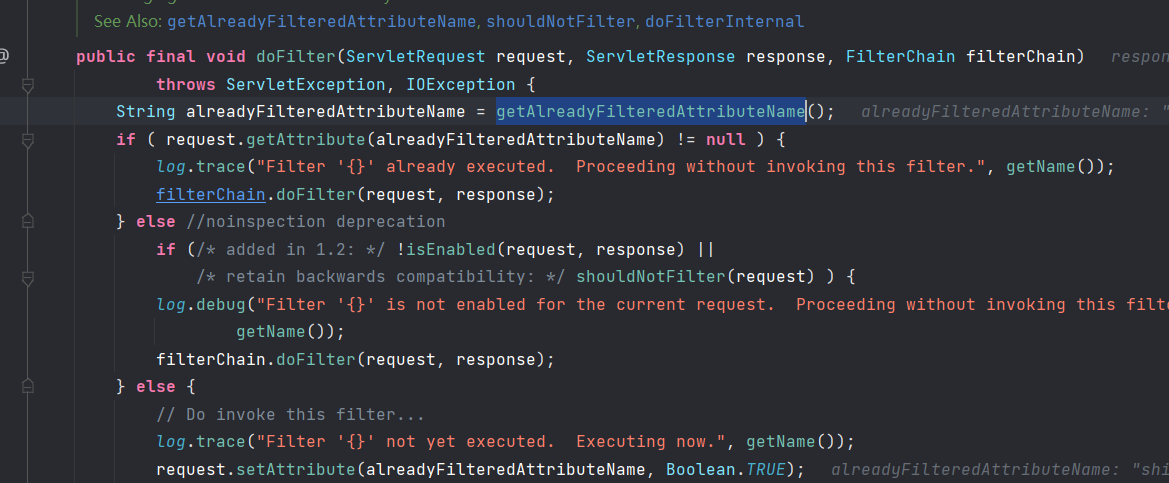 See Also: getAlreadyFilteredAttributeName, shouldNotFilter, doFilterInternal
@ public final void doFilter(ServletRequest request, ServletResponse response, FilterChain filterChain)
throws ServletException, IOException {
String alreadyFilteredAttributeName = getAlreadyFilteredAttributeName(); alreadyFilteredAttributeName: "
if ( request.getAttribute(alreadyFilteredAttributeName) != null ) {
log.trace("Filter '{}' already executed.  Proceeding without invoking this filter.", getName());
filterChain.doFilter(request, response);
} else //noinspection deprecation
if (/* added in 1.2: */ !isEnabled(request, response) ||
/* retain backwards compatibility: */ shouldNotFilter(request) ) {
log.debug("Filter '{}' is not enabled for the current request.  Proceeding without invoking this
getName());
filterChain.doFilter(request, response);
} else {
// Do invoke this filter...
log.trace("Filter '{}' not yet executed.  Executing now.", getName());
request.setAttribute(alreadyFilteredAttributeName, Boolean.TRUE); alreadyFilteredAttributeName: "shi